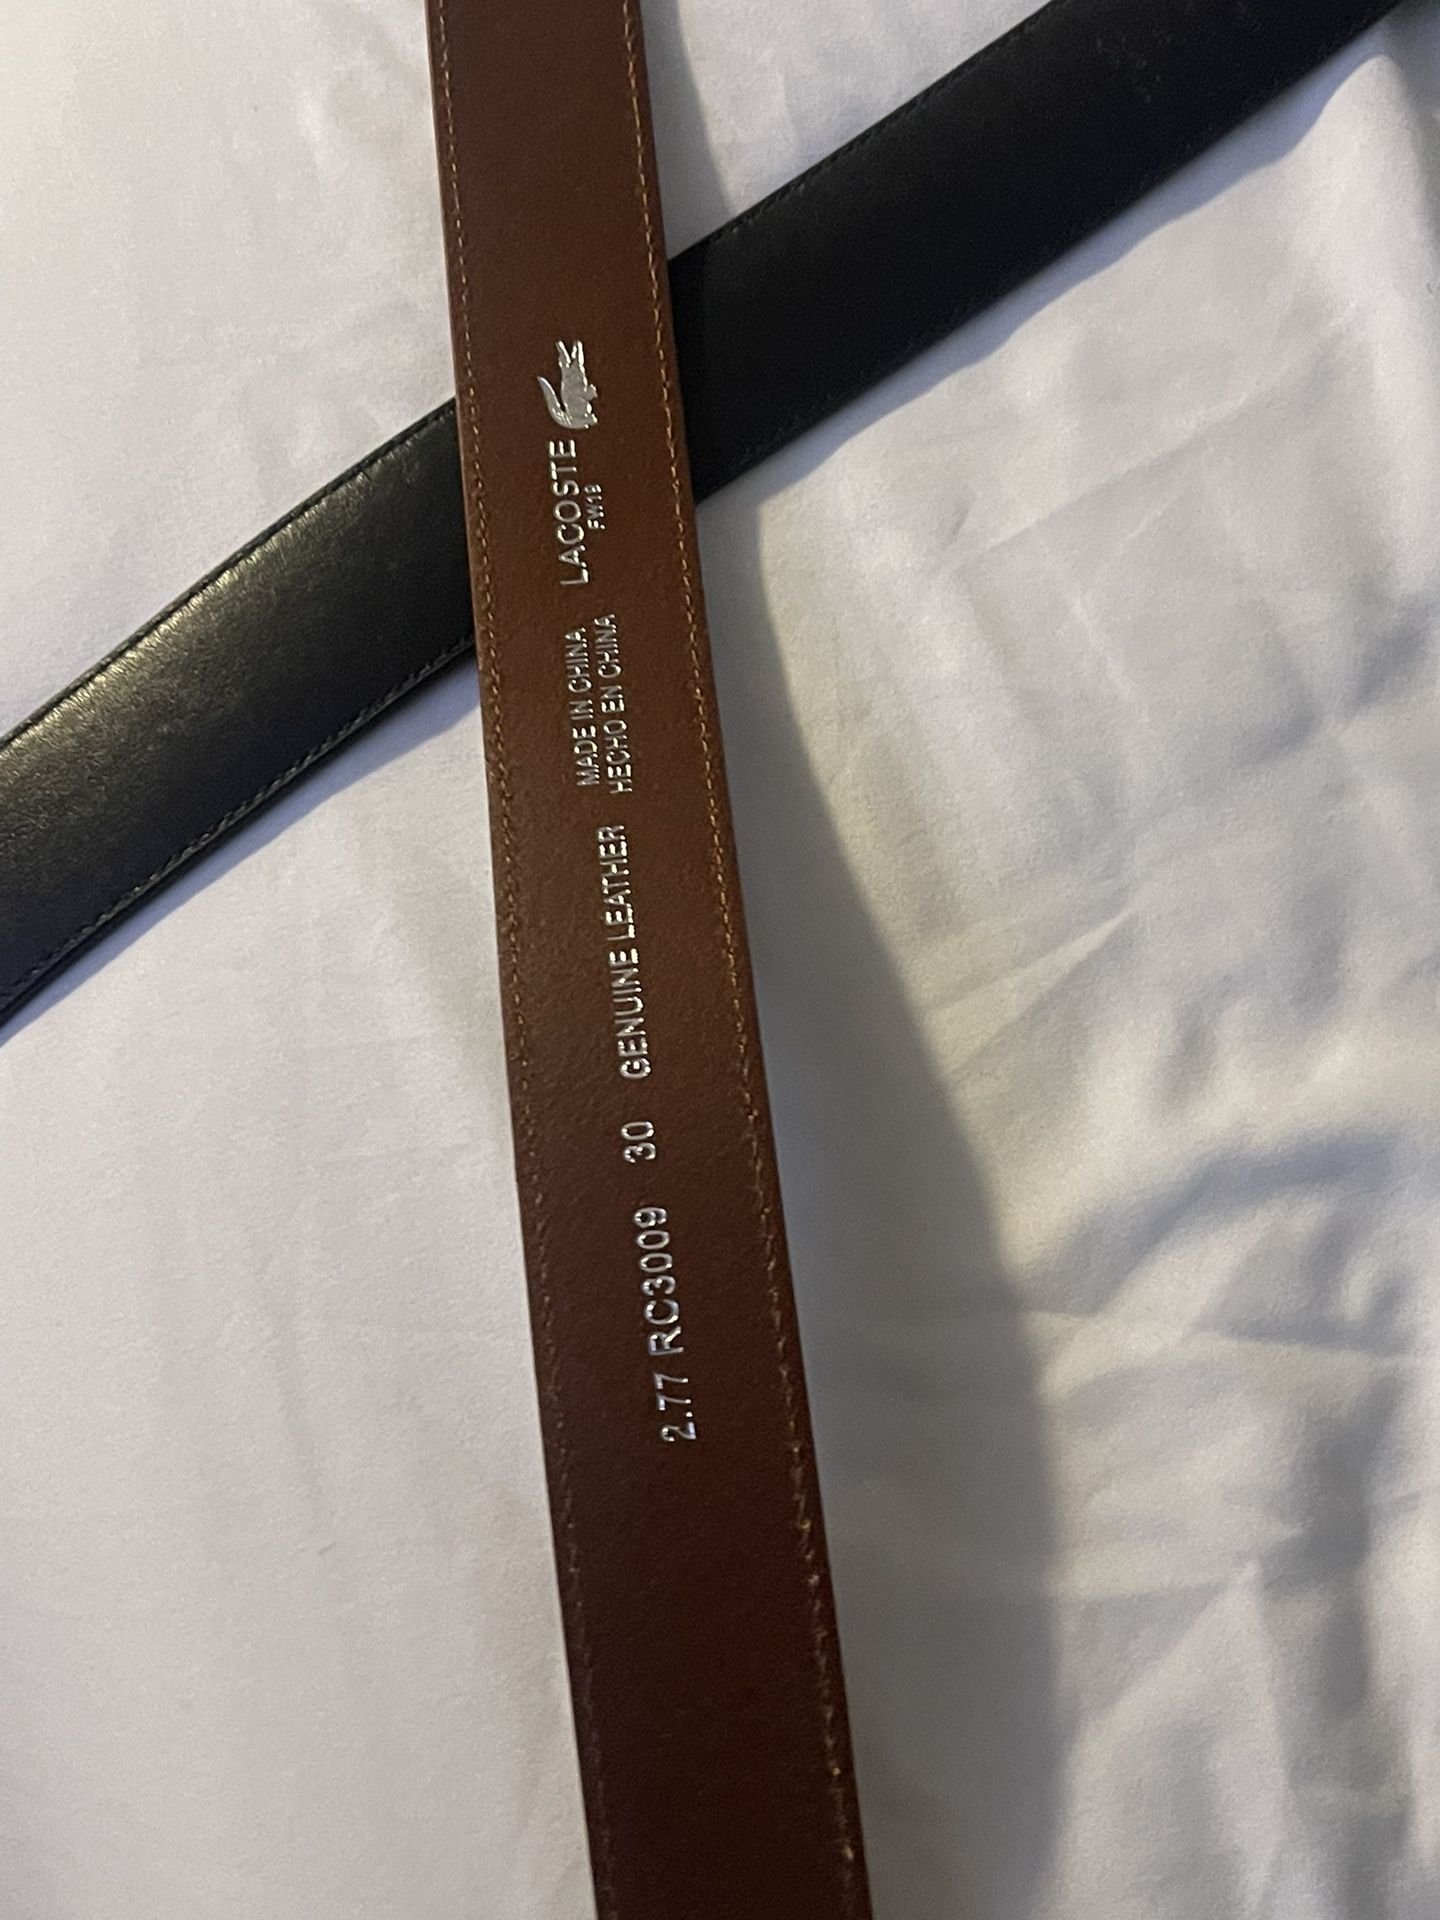 LACOSTE
FW18
MADE IN CHINA
HECHO EN CHINA
GENUINE LEATHER
30
2.77 RC3009